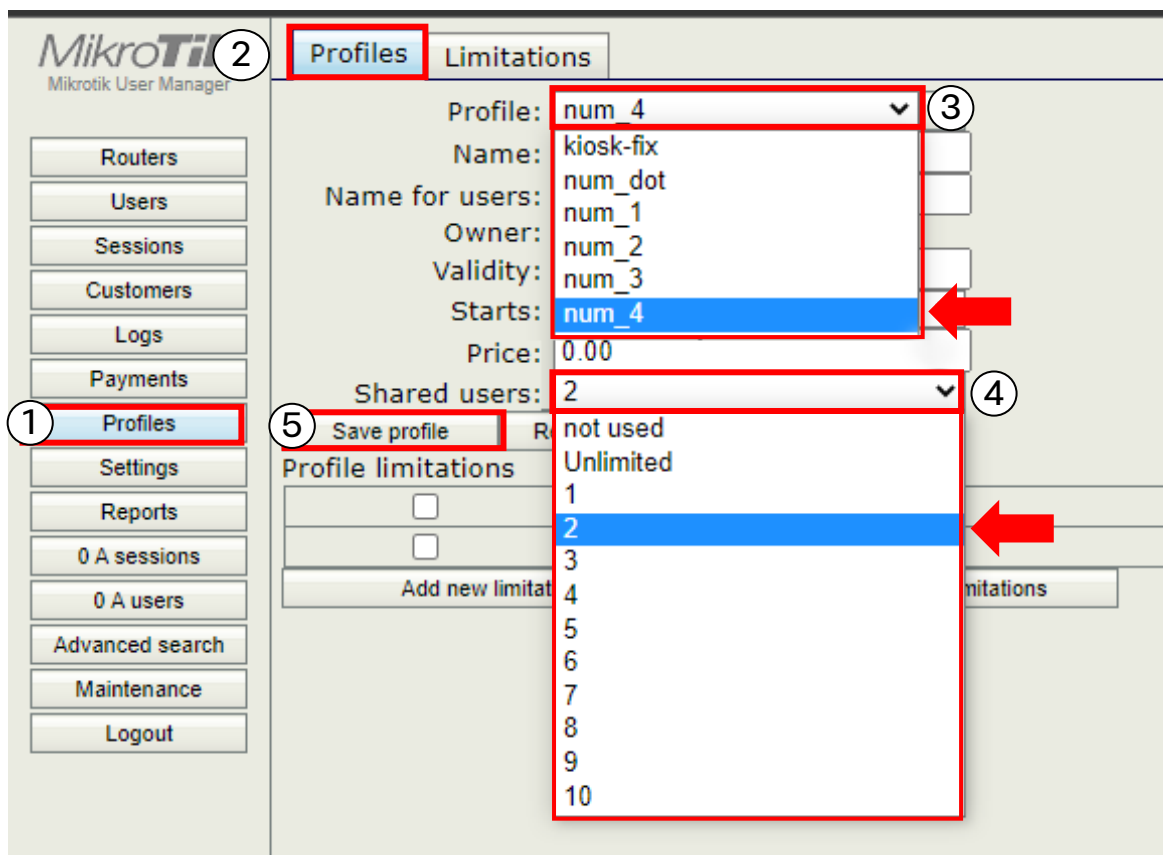 MikroTi
Mikrotik User Manager
2
Profiles
Limitations
Profile: num_4
3
kiosk-fix
num_dot
num_1
num_2
num_3
num_4
Name:
Name for users:
Owner:
Validity:
Starts:
Price: 0.00
Shared users: 2
4
not used
Unlimited
1
2
3
4
5
6
7
8
9
10
5
Save profile
R
Profile limitations
Add new limitat
mitations
Routers
Users
Sessions
Customers
Logs
Payments
1
Profiles
Settings
Reports
0 A sessions
0 A users
Advanced search
Maintenance
Logout